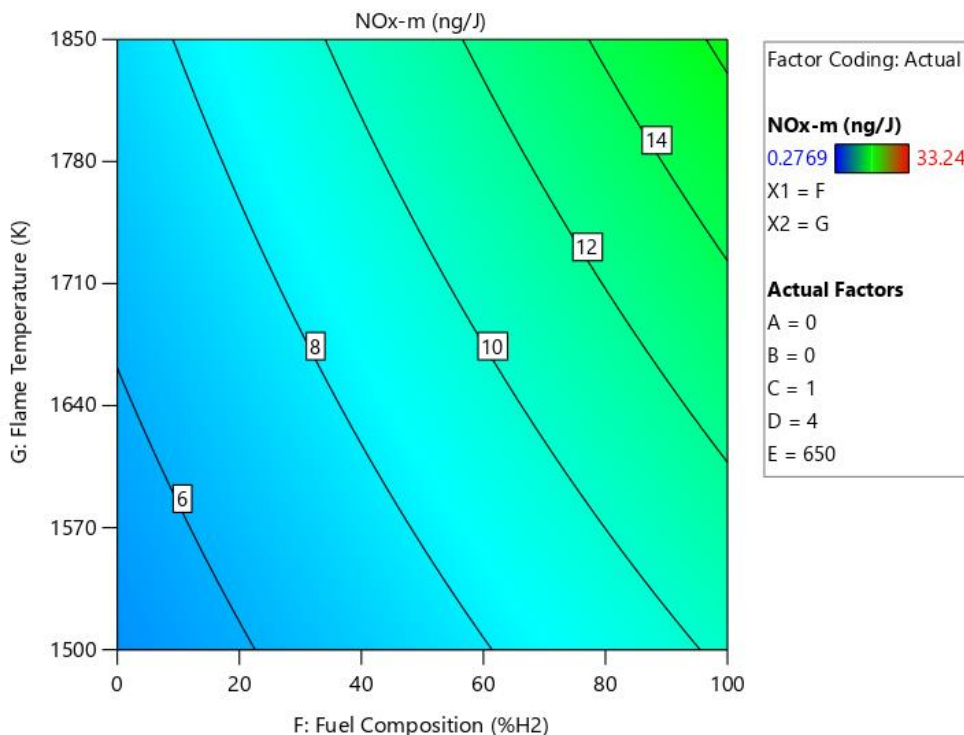 NOx-m (ng/J)
1850
1780
1710
1640
1570
1500
G: Flame Temperature (K)
14
12
10
8
6
0 20 40 60 80 100
F: Fuel Composition (%H2)
Factor Coding: Actual
NOx-m (ng/J)
0.2769 33.24
X1 = F
X2 = G
Actual Factors
A = 0
B = 0
C = 1
D = 4
E = 650